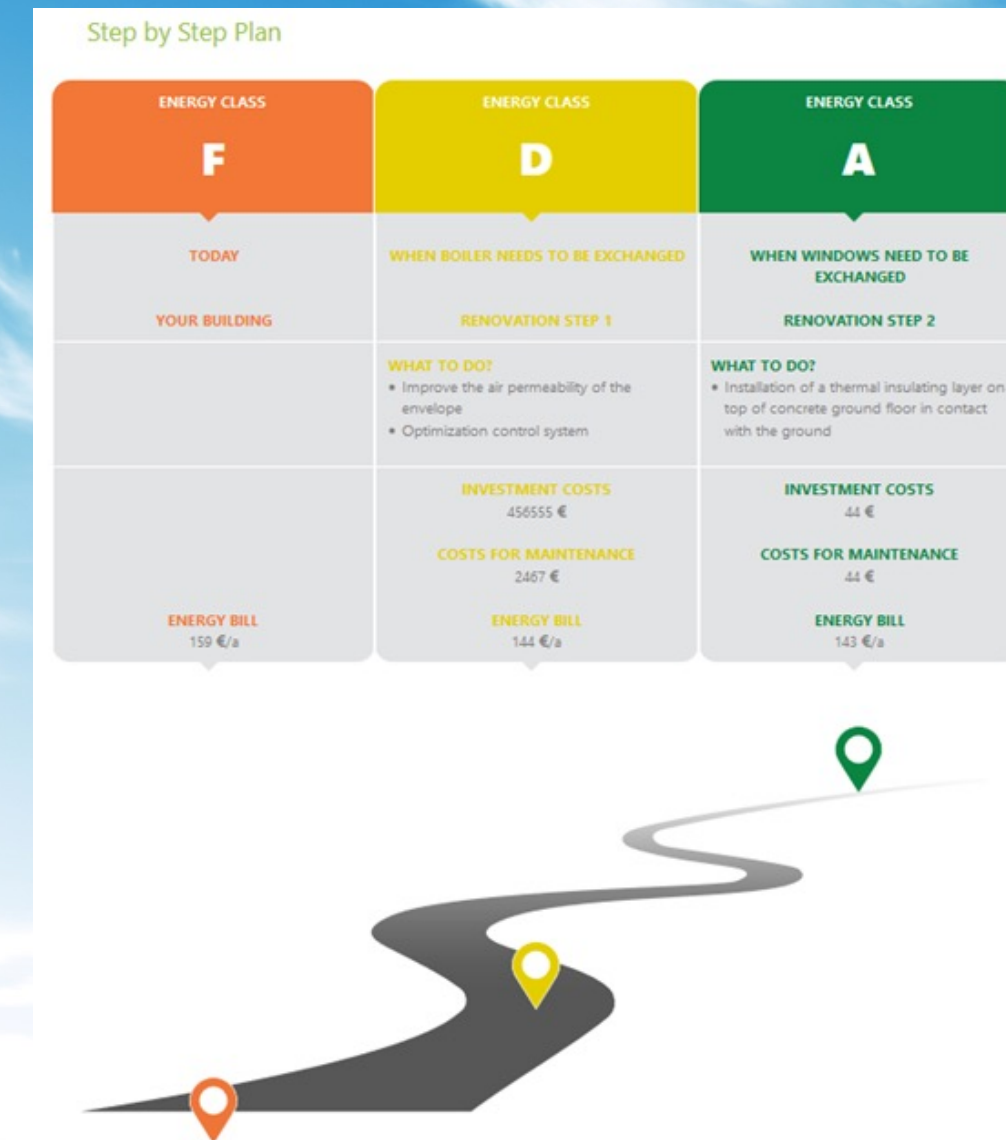 Step by Step Plan
ENERGY CLASS
F
TODAY
YOUR BUILDING
ENERGY BILL
159 €/a
ENERGY CLASS
D
WHEN BOILER NEEDS TO BE EXCHANGED
RENOVATION STEP 1
WHAT TO DO?
• Improve the air permeability of the
envelope
• Optimization control system
INVESTMENT COSTS
456555 €
COSTS FOR MAINTENANCE
2467 €
ENERGY BILL
144 €/a
ENERGY CLASS
A
WHEN WINDOWS NEED TO BE
EXCHANGED
RENOVATION STEP 2
WHAT TO DO?
• Installation of a thermal insulating layer on
top of concrete ground floor in contact
with the ground
INVESTMENT COSTS
44 €
COSTS FOR MAINTENANCE
44 €
ENERGY BILL
143 €/a